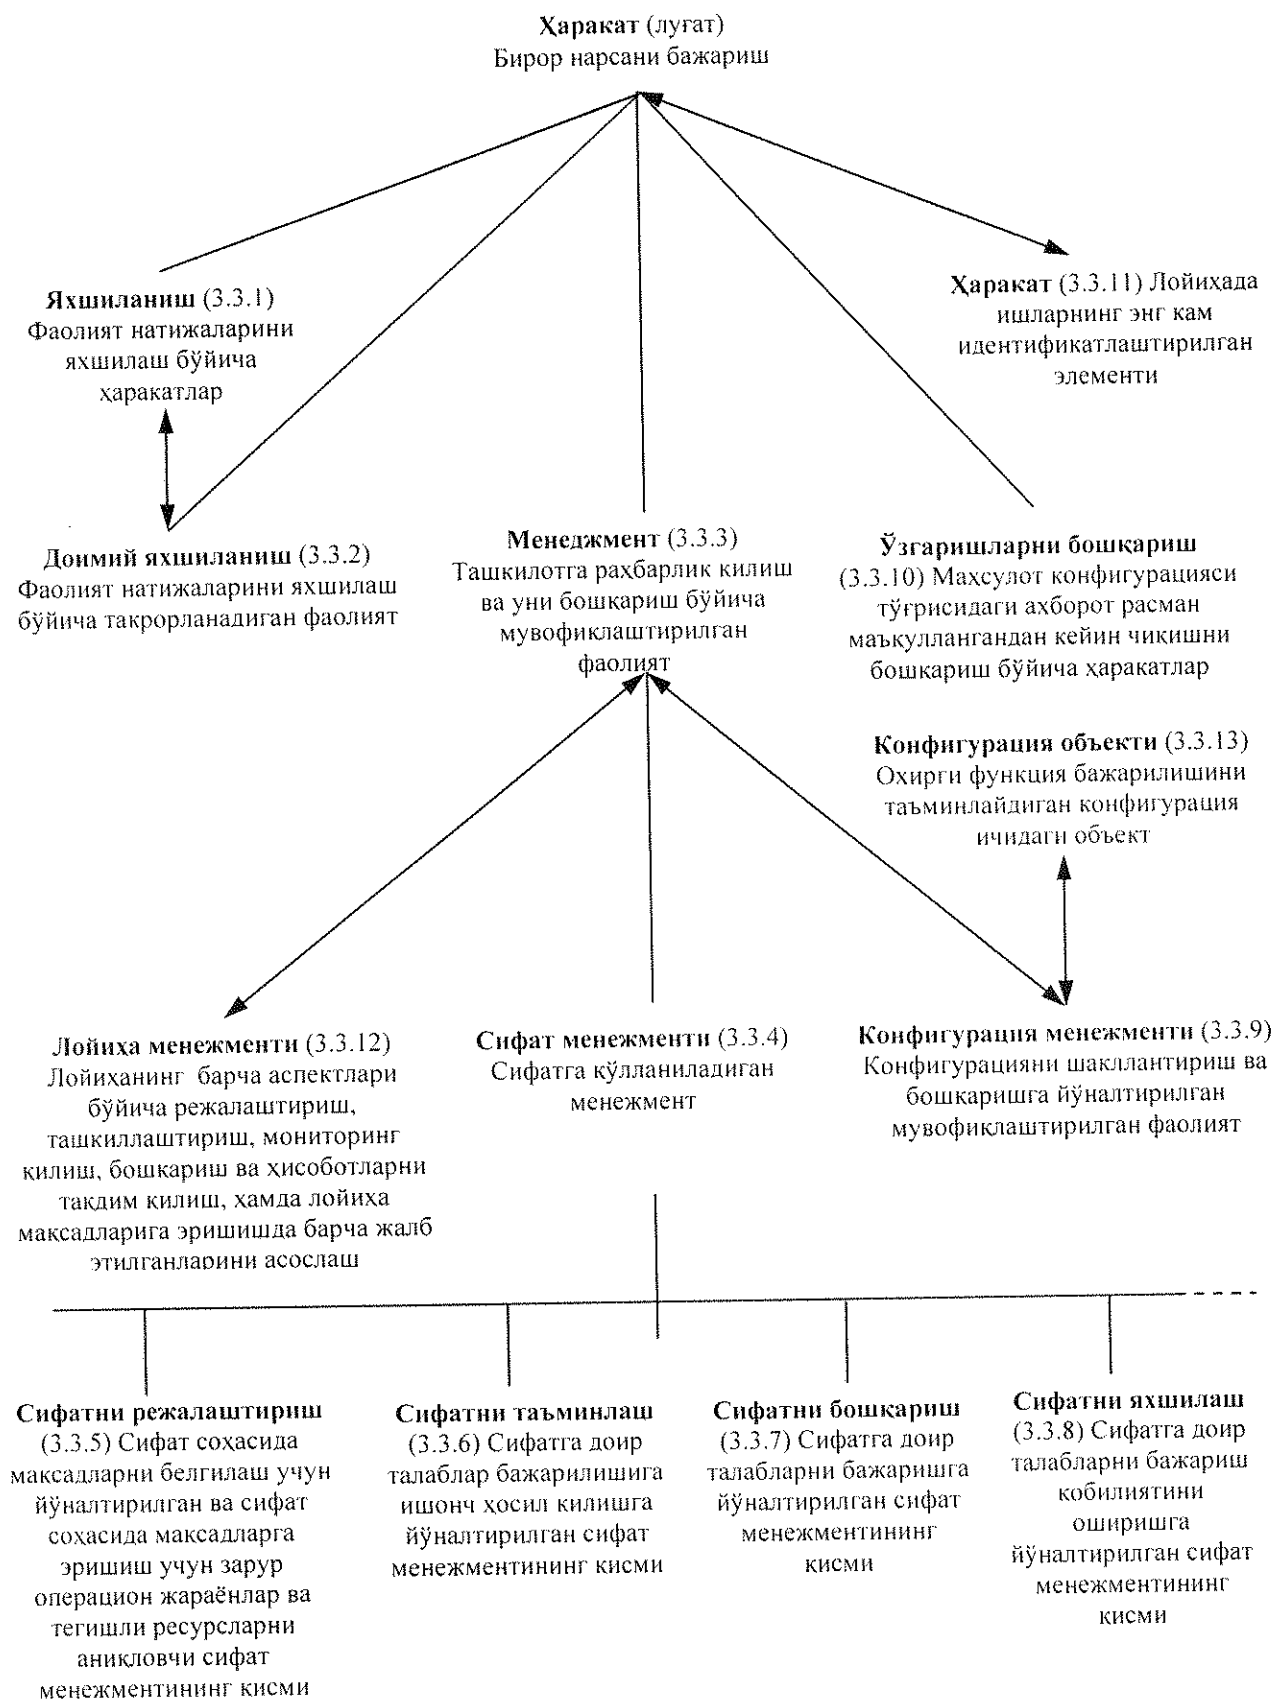 Ҳаракат (луғат)
Бирор нарсани бажариш
Яхшиланиш (3.3.1)
Фаолият натижаларини
яхшилаш бўйича
ҳаракатлар
Ҳаракат (3.3.11) Лойиҳада
ишларнинг энг кам
идентификатлаштирилган
элементи
Доимий яхшиланиш (3.3.2)
Фаолият натижаларини яхшилаш
бўйича такрорланадиган фаолият
Менеджмент (3.3.3)
Ташкилотга раҳбарлик қилиш
ва уни бошқариш бўйича
мувофиқлаштирилган
фаолият
Ўзгаришларни бошқариш
(3.3.10) Маҳсулот конфигурацияси
тўғрисидаги ахборот расман
маъқуллангандан кейин чиқишни
бошқариш бўйича ҳаракатлар
Конфигурация объекти (3.3.13)
Охирги функция бажарилишини
таъминлайдиган конфигурация
ичидаги объект
Лойиҳа менежменти (3.3.12)
Лойиҳанинг барча аспектлари
бўйича режалаштириш,
ташкиллаштириш, мониторинг
қилиш, бошқариш ва ҳисоботларни
тақдим қилиш, ҳамда лойиҳа
мақсадларига эришишда барча жалб
этилганларини асослаш
Сифат менежменти (3.3.4)
Сифатга қўлланиладиган
менежмент
Конфигурация менежменти (3.3.9)
Конфигурацияни шакллантириш ва
бошқаришга йўналтирилган
мувофиқлаштирилган фаолият
Сифатни режалаштириш
(3.3.5) Сифат соҳасида
мақсадларни белгилаш учун
йўналтирилган ва сифат
соҳасида мақсадларга
эришиш учун зарур
операцион жараёнлар ва
тегишли ресурсларни
аниқловчи сифат
менежментининг қисми
Сифатни таъминлаш
(3.3.6) Сифатга доир
талаблар бажарилишига
ишонч ҳосил қилишга
йўналтирилган сифат
менежментининг қисми
Сифатни бошқариш
(3.3.7) Сифатга доир
талабларни бажаришга
йўналтирилган сифат
менежментининг
қисми
Сифатни яхшилаш
(3.3.8) Сифатга доир
талабларни бажариш
қобилиятини
оширишга
йўналтирилган сифат
менежментининг
қисми